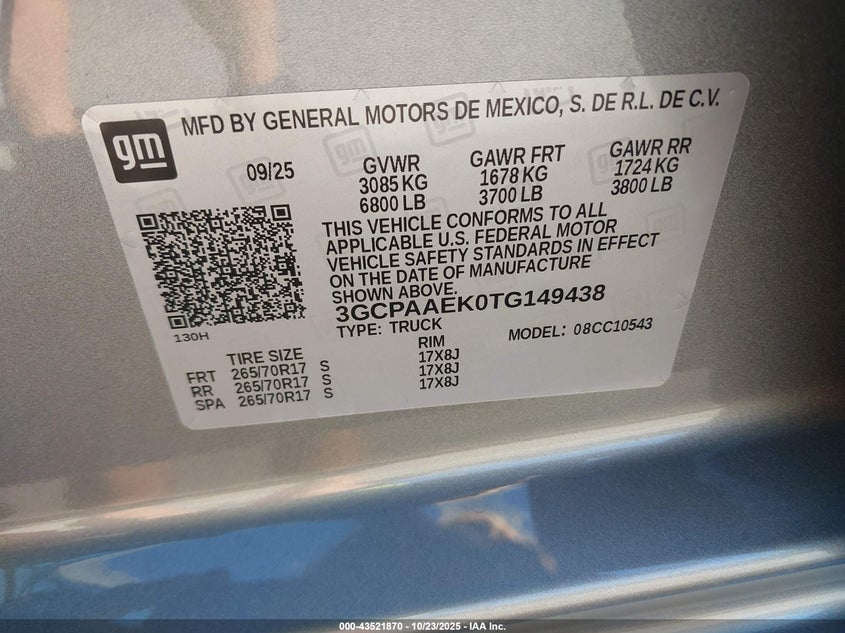 gm
MFD BY GENERAL MOTORS DE MEXICO, S. DE R.L. DE C.V.
09/25
GVWR
3085 KG
6800 LB
GAWR FRT
1678 KG
3700 LB
GAWR RR
1724 KG
3800 LB
THIS VEHICLE CONFORMS TO ALL
APPLICABLE U.S. FEDERAL MOTOR
VEHICLE SAFETY STANDARDS IN EFFECT
ON THE DATE OF MANUFACTURE
SHOWN ABOVE.
3GCPAAEK0TG149438
TYPE: TRUCK
MODEL: 08CC10543
130H
TIRE SIZE
RIM
FRT 265/70R17 S 17X8J
RR 265/70R17 S 17X8J
SPA 265/70R17 S 17X8J
000-43521870 - 10/23/2025 - IAA Inc.